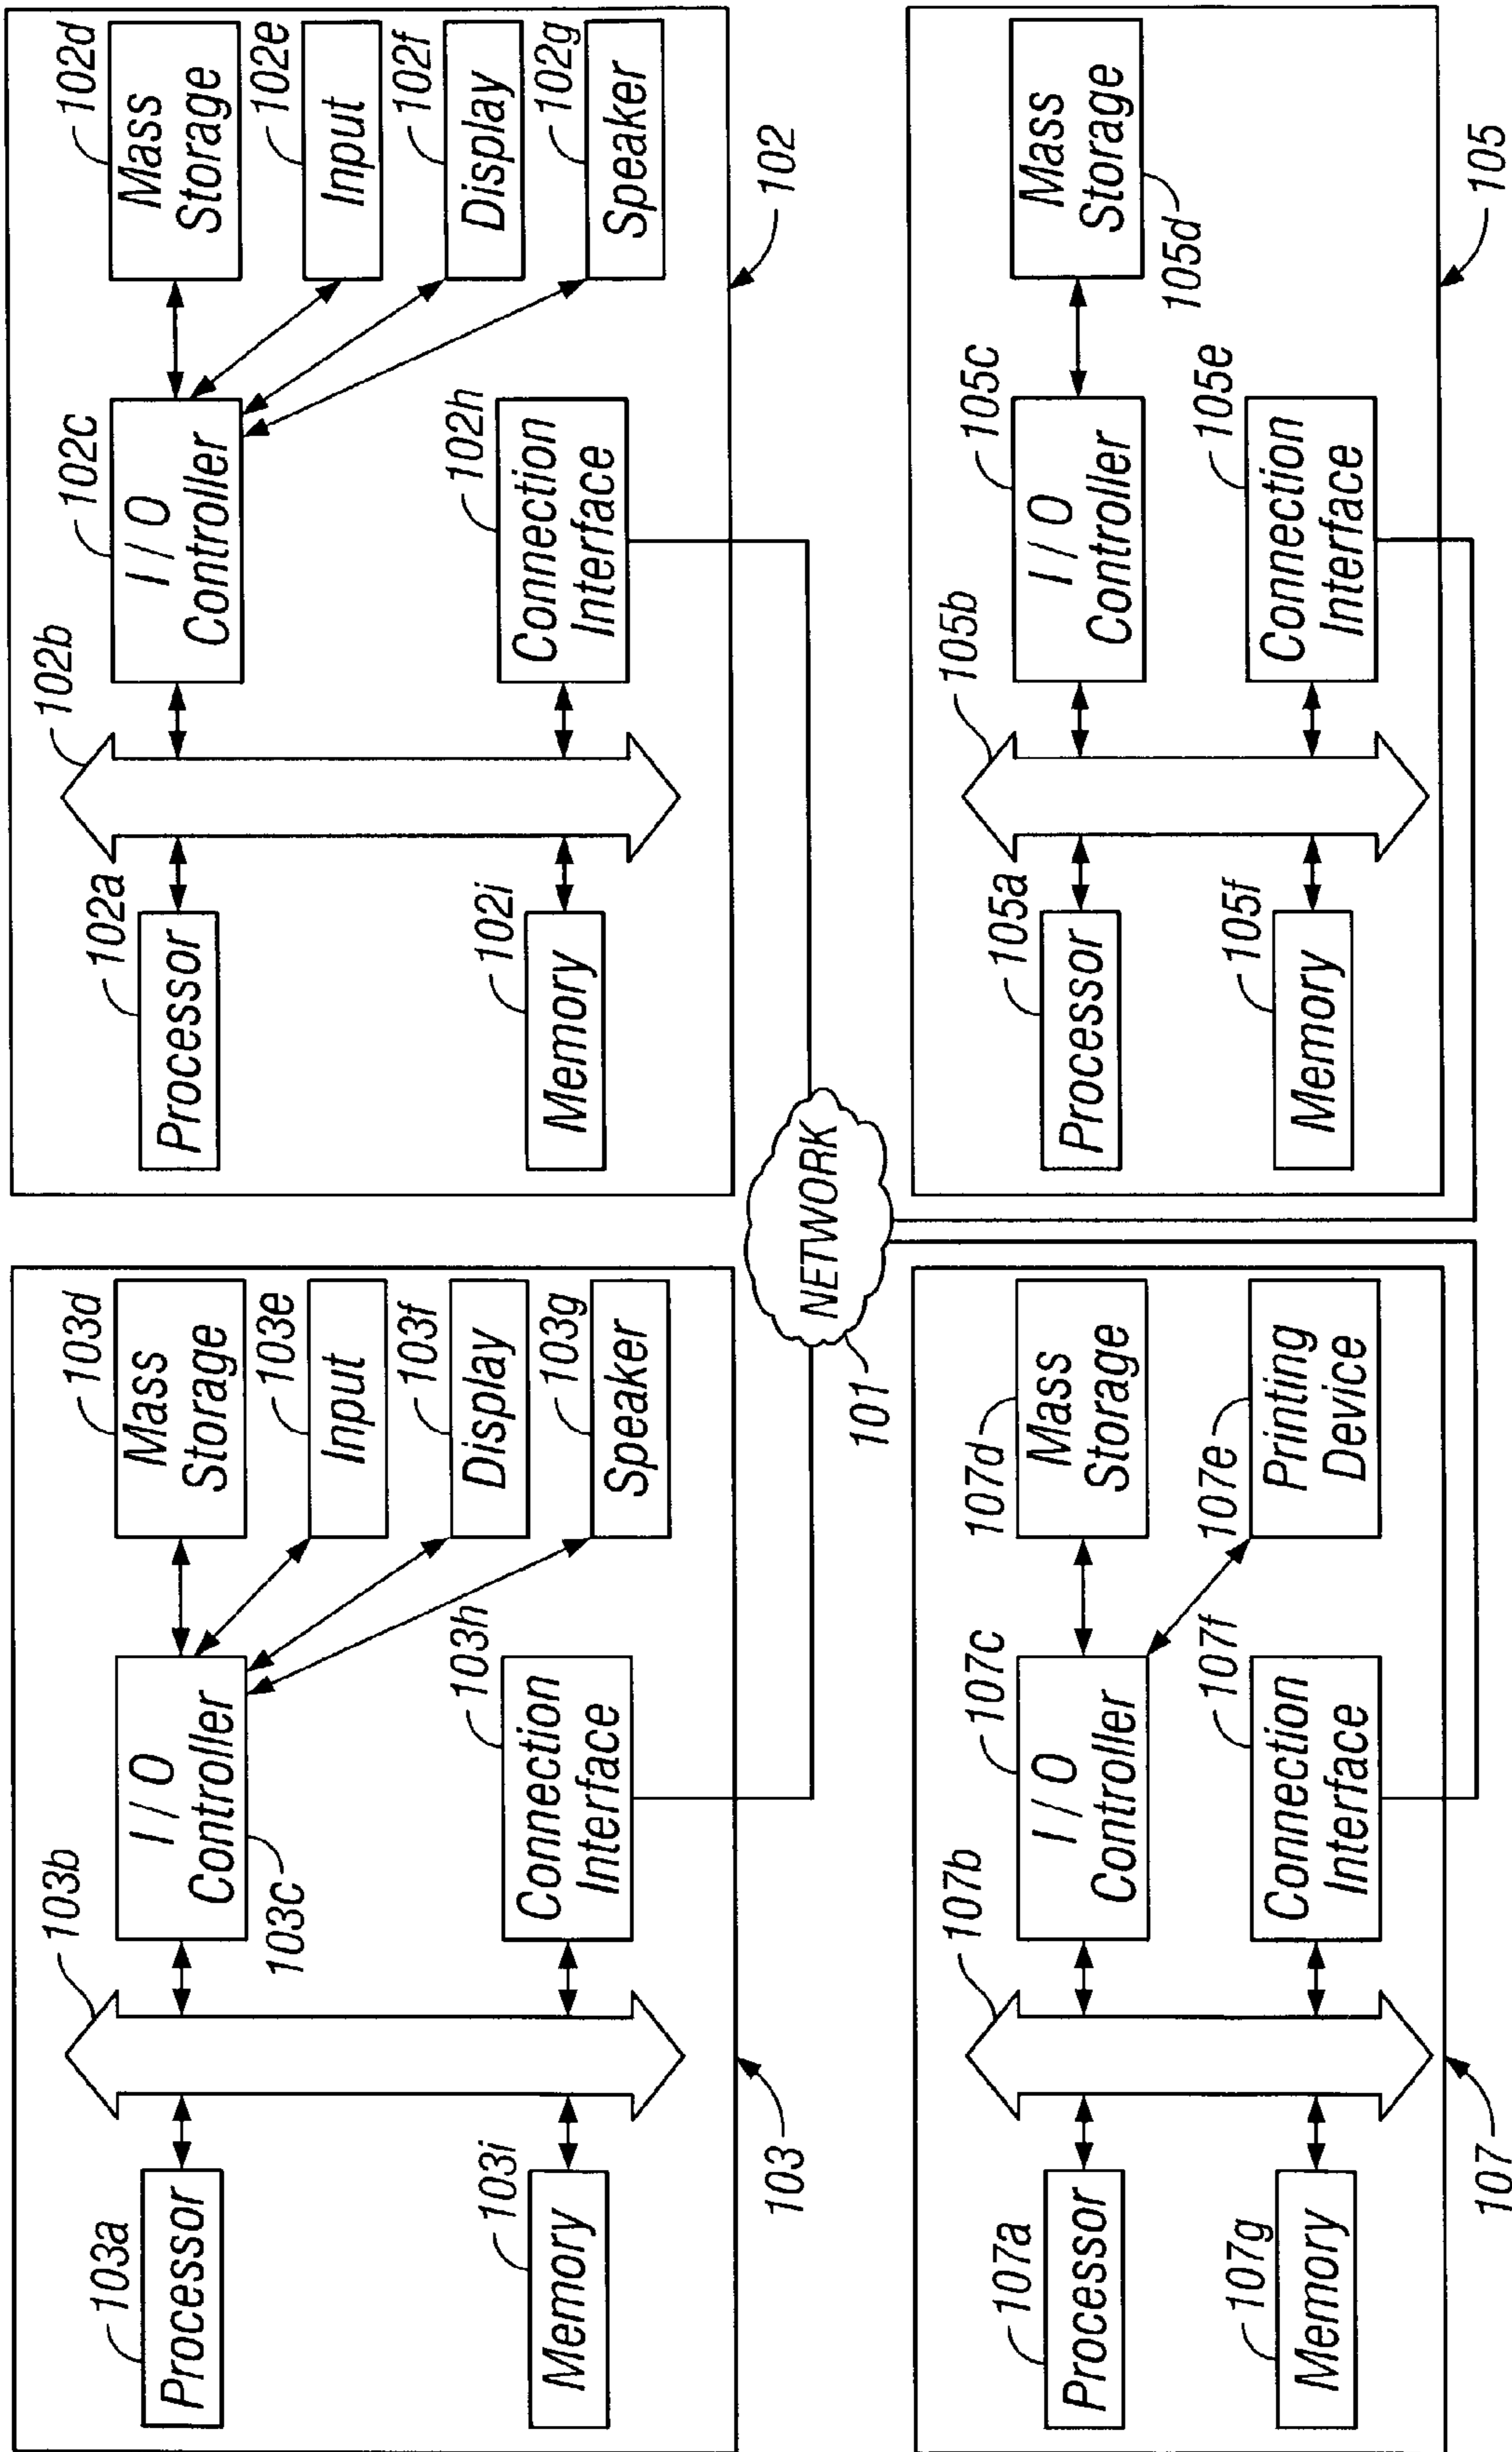 103a
Processor
103b
I/O
Controller
103c
103d
Mass
Storage
103e
Input
103f
Display
103g
Speaker
103h
Connection
Interface
103i
Memory
103
102a
Processor
102b
102c
I/O
Controller
102d
Mass
Storage
102e
Input
102f
Display
102g
Speaker
102h
Connection
Interface
102i
Memory
102
NETWORK
101
107a
Processor
107b
107c
I/O
Controller
107d
Mass
Storage
107e
Printing
Device
107f
Connection
Interface
107g
Memory
107
105a
Processor
105b
105c
I/O
Controller
Mass
Storage
105d
105e
Connection
Interface
105f
Memory
105